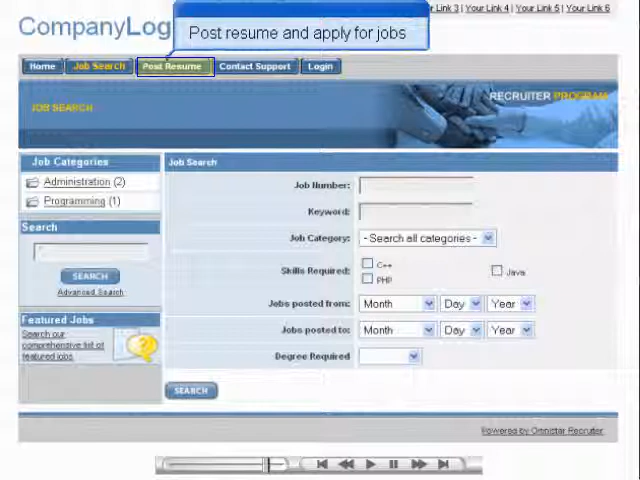 CompanyLog
Post resume and apply for jobs
Link 3 | Your Link 4 | Your Link 5 | Your Link 6
Home
Job Search
Post Resume
Contact Support
Login
JOB SEARCH
RECRUITER PROGRAM
Job Categories
Administration (2)
Programming (1)
Search
SEARCH
Advanced Search
Featured Jobs
Search our
comprehensive list of
featured jobs
Job Search
Job Number:
Keyword:
Job Category: - Search all categories -
Skills Required: C++ Java
PHP
Jobs posted from: Month Day Year
Jobs posted to: Month Day Year
Degree Required
SEARCH
Powered by Omnistar Recruiter